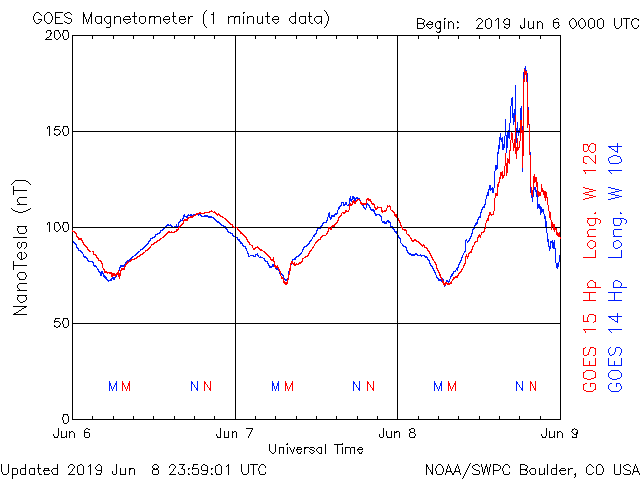 GOES Magnetometer (1 minute data)
Begin: 2019 Jun 6 0000 UTC
200
150
100
50
0
NanoTesla (nT)
M M N N M M N N M M N N
Jun 6 Jun 7 Jun 8 Jun 9
Universal Time
GOES 15 Hp Long. W 128
GOES 14 Hp Long. W 104
Updated 2019 Jun 8 23:59:01 UTC
NOAA/SWPC Boulder, CO USA